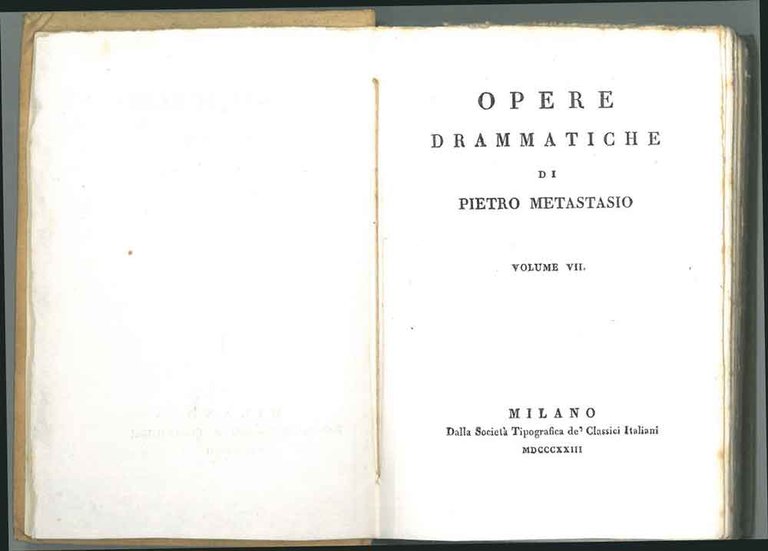 OPERE
DRAMMATICHE
DI
PIETRO METASTASIO
VOLUME VII.
MILANO
Dalla Società Tipografica de' Classici Italiani
MDCCCXXIII